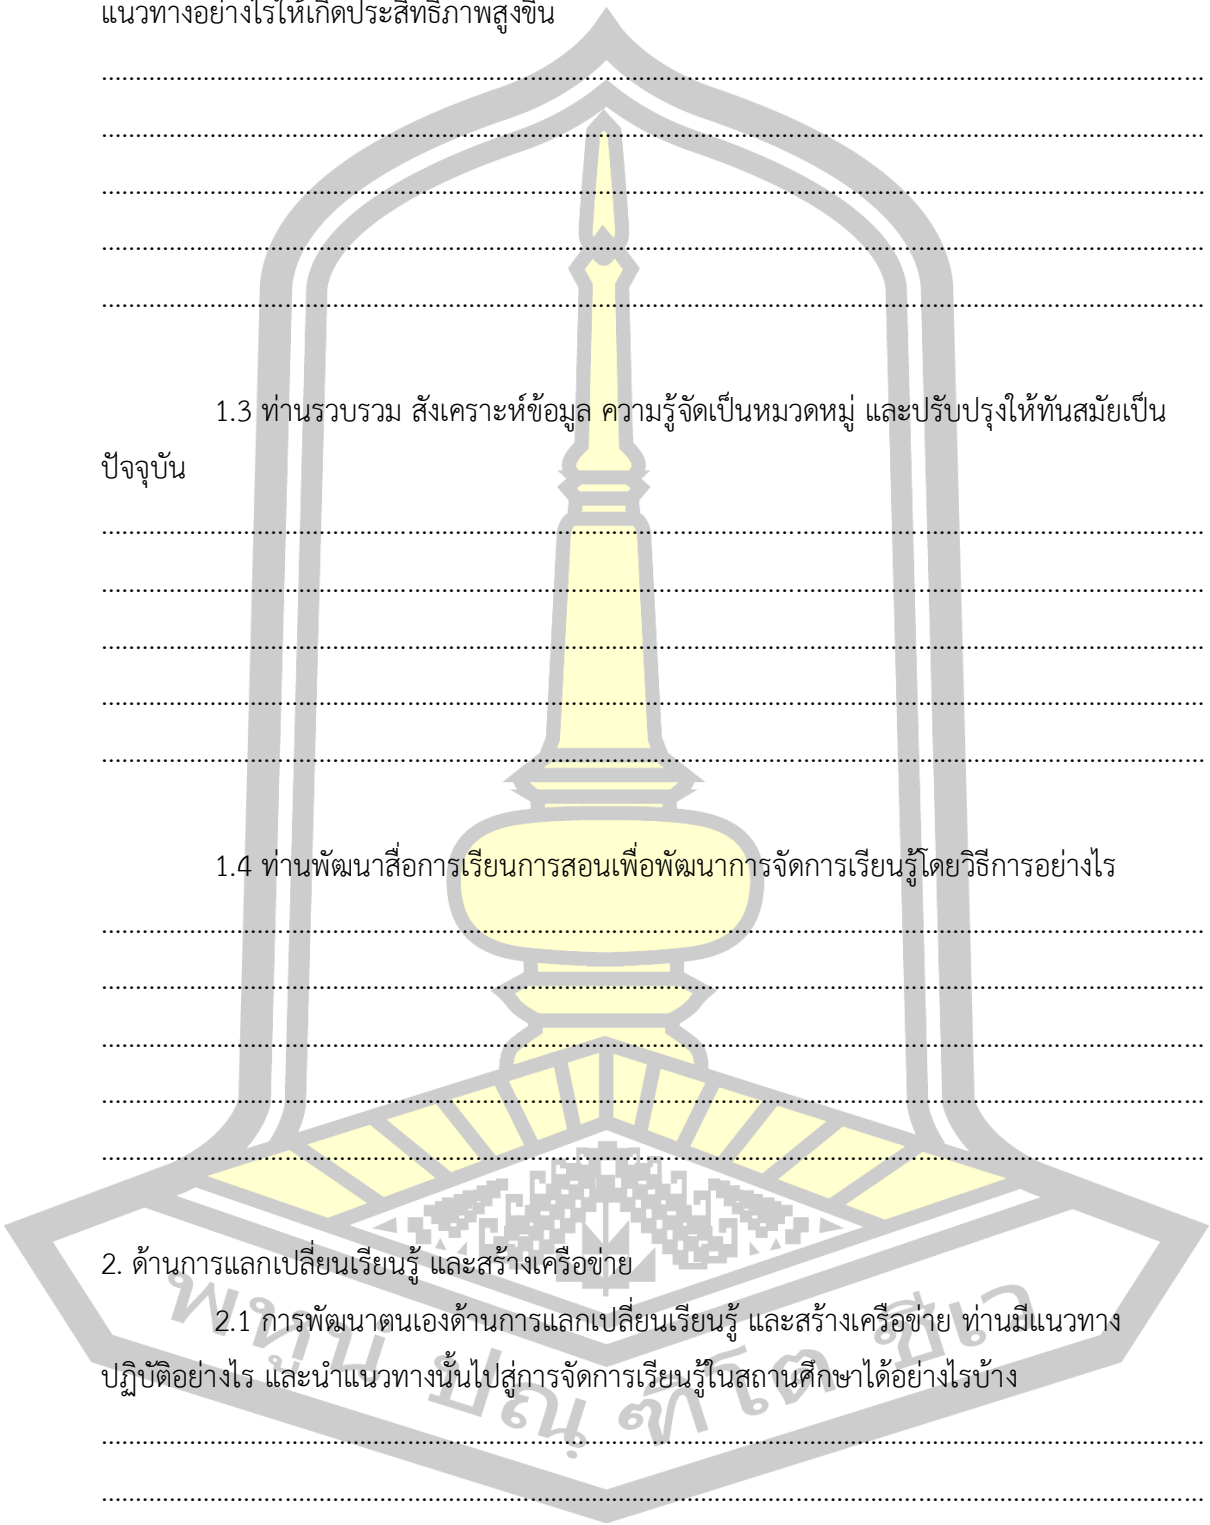 แนวทางอย่างไรให้เกิดประสิทธิภาพสูงขึ้น
........................................................................................................................
........................................................................................................................
........................................................................................................................
........................................................................................................................
........................................................................................................................
1.3 ท่านรวบรวม สังเคราะห์ข้อมูล ความรู้จัดเป็นหมวดหมู่ และปรับปรุงให้ทันสมัยเป็น
ปัจจุบัน
........................................................................................................................
........................................................................................................................
........................................................................................................................
........................................................................................................................
........................................................................................................................
1.4 ท่านพัฒนาสื่อการเรียนการสอนเพื่อพัฒนาการจัดการเรียนรู้โดยวิธีการอย่างไร
........................................................................................................................
........................................................................................................................
........................................................................................................................
........................................................................................................................
........................................................................................................................
2. ด้านการแลกเปลี่ยนเรียนรู้ และสร้างเครือข่าย
2.1 การพัฒนาตนเองด้านการแลกเปลี่ยนเรียนรู้ และสร้างเครือข่าย ท่านมีแนวทาง
ปฏิบัติอย่างไร และนำแนวทางนั้นไปสู่การจัดการเรียนรู้ในสถานศึกษาได้อย่างไรบ้าง
........................................................................................................................
........................................................................................................................
พหุนํ ปณฺฑิโต ชีเว